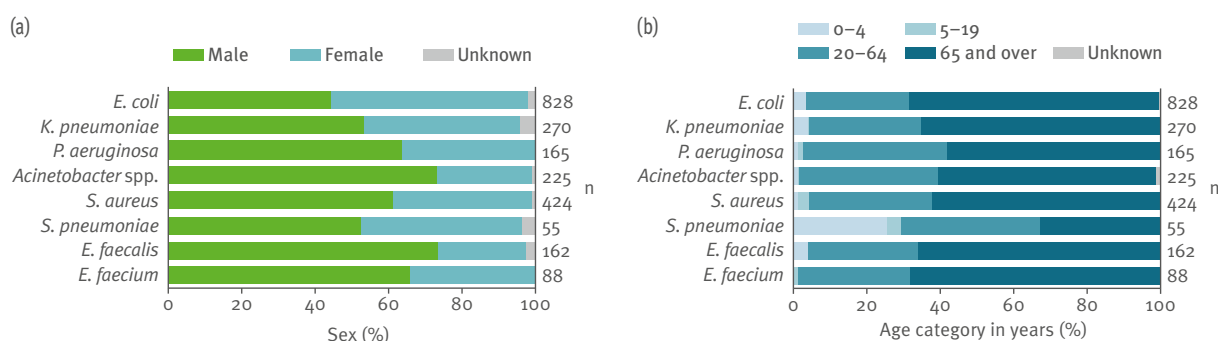 (a)
Male Female Unknown
E. coli 828
K. pneumoniae 270
P. aeruginosa 165
Acinetobacter spp. 225
S. aureus 424
S. pneumoniae 55
E. faecalis 162
E. faecium 88
n
0 20 40 60 80 100
Sex (%)
(b)
0–4 5–19
20–64 65 and over Unknown
E. coli 828
K. pneumoniae 270
P. aeruginosa 165
Acinetobacter spp. 225
S. aureus 424
S. pneumoniae 55
E. faecalis 162
E. faecium 88
n
0 20 40 60 80 100
Age category in years (%)